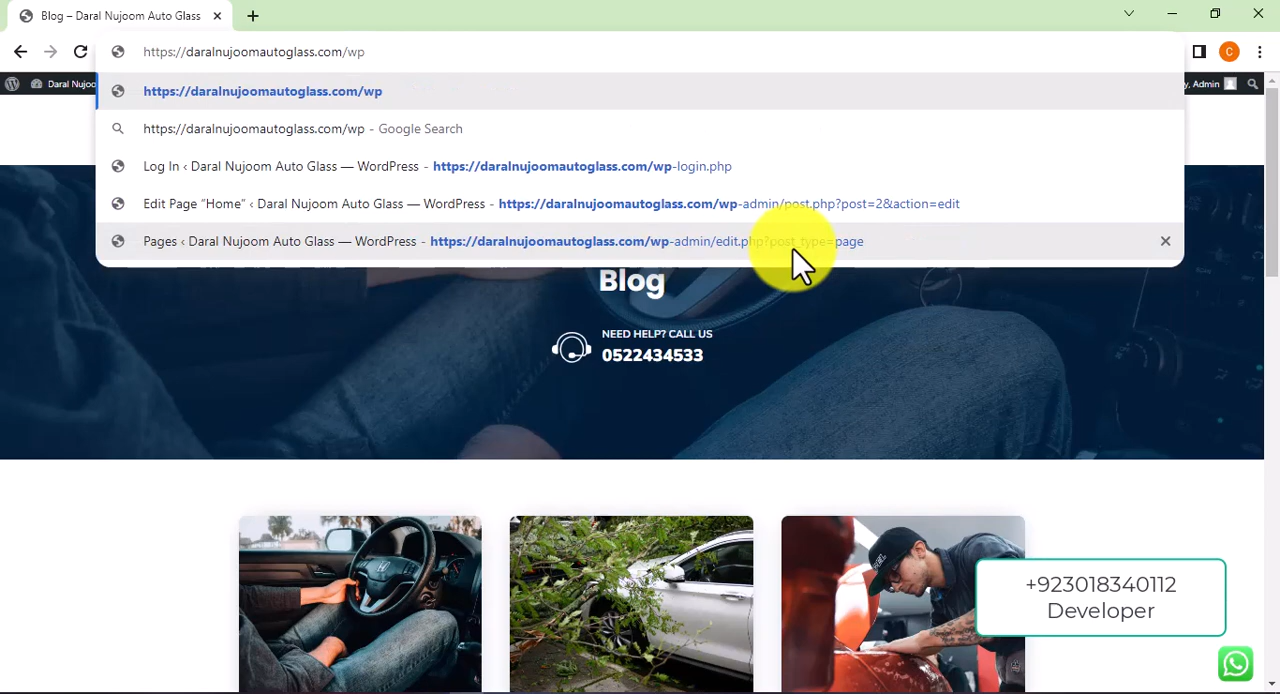 Blog – Daral Nujoom Auto Glass
https://daralnujoomautoglass.com/wp
C
Daral Nujoo
https://daralnujoomautoglass.com/wp
y, Admin
https://daralnujoomautoglass.com/wp - Google Search
Log In ‹ Daral Nujoom Auto Glass — WordPress - https://daralnujoomautoglass.com/wp-login.php
Edit Page “Home” ‹ Daral Nujoom Auto Glass — WordPress - https://daralnujoomautoglass.com/wp-admin/post.php?post=2&action=edit
Pages ‹ Daral Nujoom Auto Glass — WordPress - https://daralnujoomautoglass.com/wp-admin/edit.php?post_type=page
Blog
NEED HELP? CALL US
0522434533
+923018340112
Developer